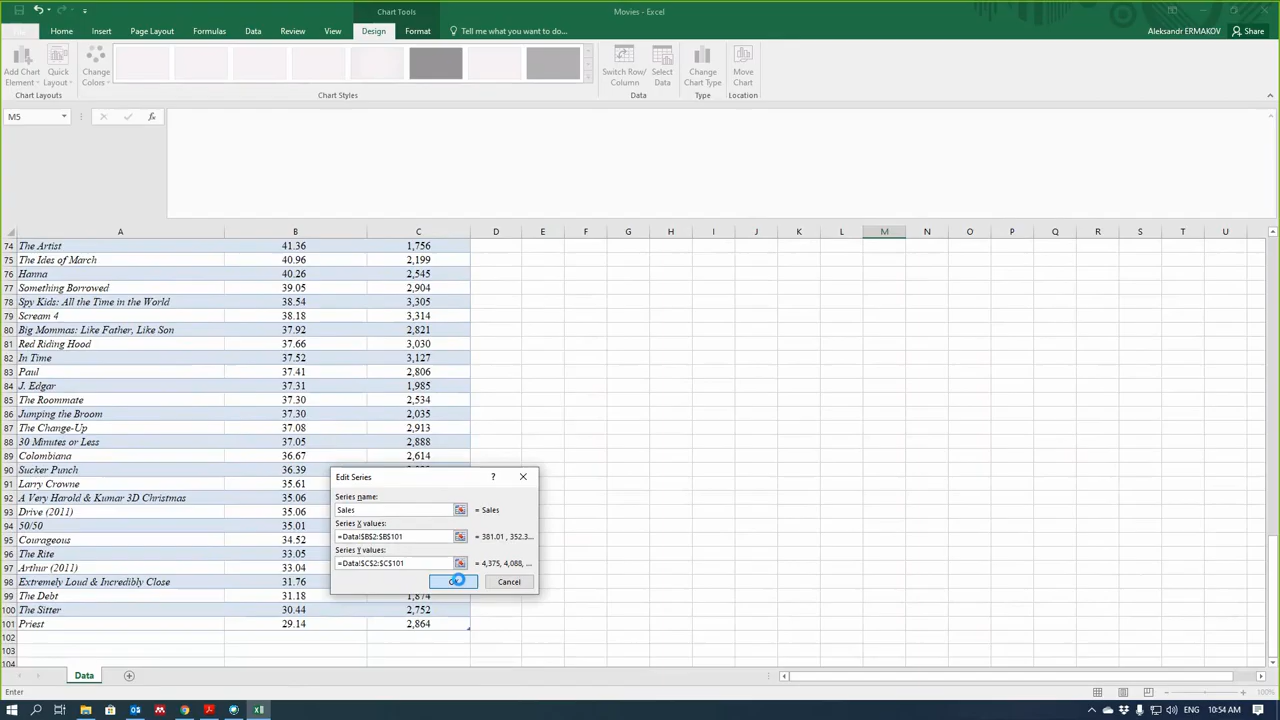 Chart Tools
Movies - Excel
Home Insert Page Layout Formulas Data Review View Design Format Tell me what you want to do... Aleksandr ERMAKOV Share
Add Chart Element Quick Layout Change Colors Switch Row/ Column Select Data Change Chart Type Move Chart
Chart Layouts Chart Styles Data Type Location
M5 fx
A B C D E F G H I J K L M N O P Q R S T U
74 The Artist 41.36 1,756
75 The Ides of March 40.96 2,199
76 Hanna 40.26 2,545
77 Something Borrowed 39.05 2,904
78 Spy Kids: All the Time in the World 38.54 3,305
79 Scream 4 38.18 3,314
80 Big Mommas: Like Father, Like Son 37.92 2,821
81 Red Riding Hood 37.66 3,030
82 In Time 37.52 3,127
83 Paul 37.41 2,806
84 J. Edgar 37.31 1,985
85 The Roommate 37.30 2,534
86 Jumping the Broom 37.30 2,035
87 The Change-Up 37.08 2,913
88 30 Minutes or Less 37.05 2,888
89 Colombiana 36.67 2,614
90 Sucker Punch 36.39
91 Larry Crowne 35.61
92 A Very Harold & Kumar 3D Christmas 35.06
93 Drive (2011) 35.06
94 50/50 35.01
95 Courageous 34.52
96 The Rite 33.05
97 Arthur (2011) 33.04
98 Extremely Loud & Incredibly Close 31.76
99 The Debt 31.18 1,874
100 The Sitter 30.44 2,752
101 Priest 29.14 2,864
102
103
104
Edit Series ?
Series name:
Sales = Sales
Series X values:
=Data!$B$2:$B$101 = 381.01 , 352.3...
Series Y values:
=Data!$C$2:$C$101 = 4,375, 4,088, ...
Cancel
Data
Enter 100%
ENG 10:54 AM